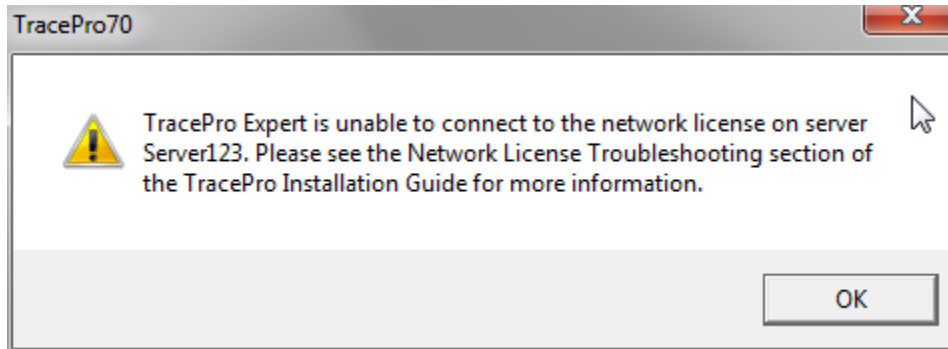 TracePro70
TracePro Expert is unable to connect to the network license on server
Server123. Please see the Network License Troubleshooting section of
the TracePro Installation Guide for more information.
OK